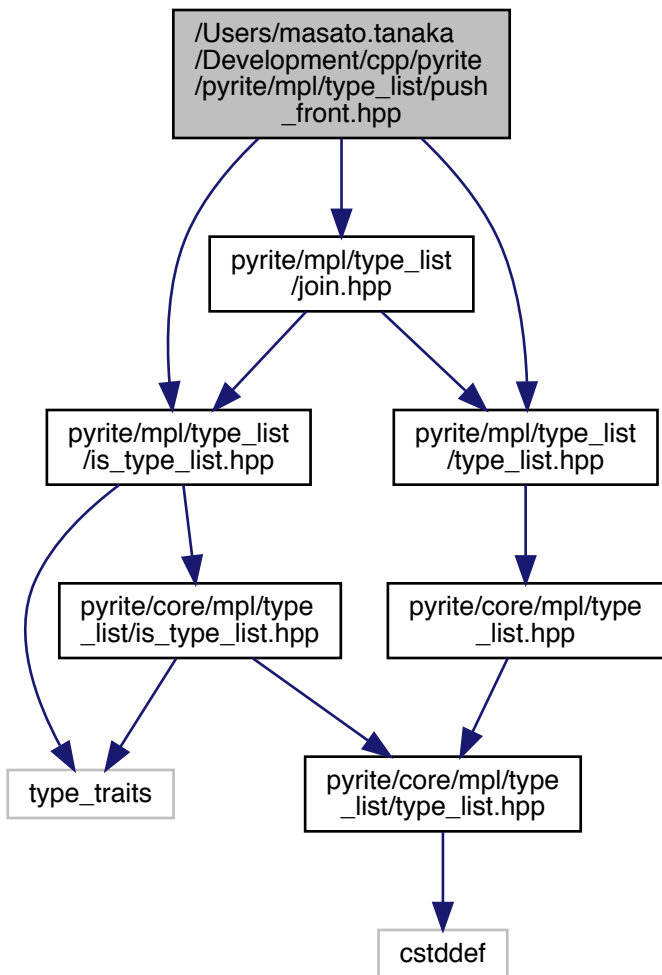 /Users/masato.tanaka
/Development/cpp/pyrite
/pyrite/mpl/type_list/push
_front.hpp
pyrite/mpl/type_list
/join.hpp
pyrite/mpl/type_list
/is_type_list.hpp
pyrite/mpl/type_list
/type_list.hpp
pyrite/core/mpl/type
_list/is_type_list.hpp
pyrite/core/mpl/type
_list.hpp
type_traits
pyrite/core/mpl/type
_list/type_list.hpp
cstddef